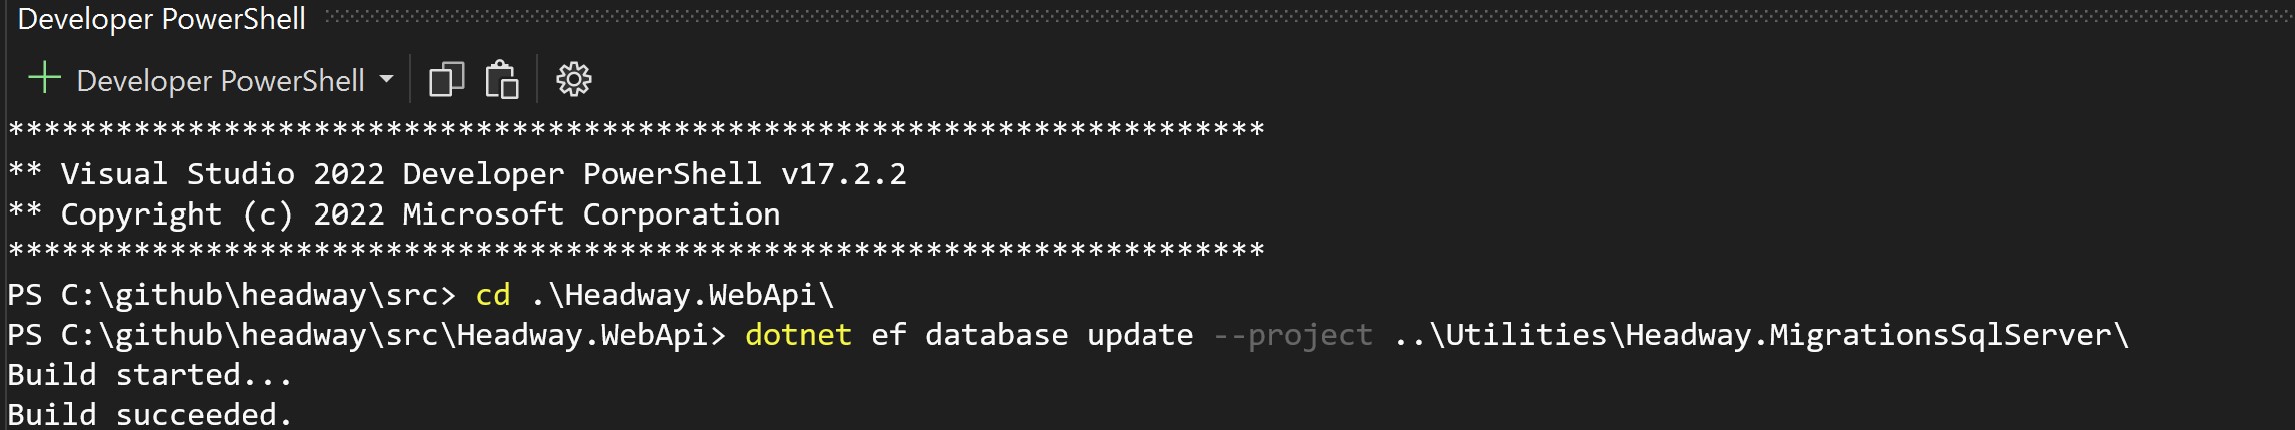 Developer PowerShell
Developer PowerShell
**********************************************************************
** Visual Studio 2022 Developer PowerShell v17.2.2
** Copyright (c) 2022 Microsoft Corporation
**********************************************************************
PS C:\github\headway\src> cd .\Headway.WebApi\
PS C:\github\headway\src\Headway.WebApi> dotnet ef database update --project ..\Utilities\Headway.MigrationsSqlServer\
Build started...
Build succeeded.